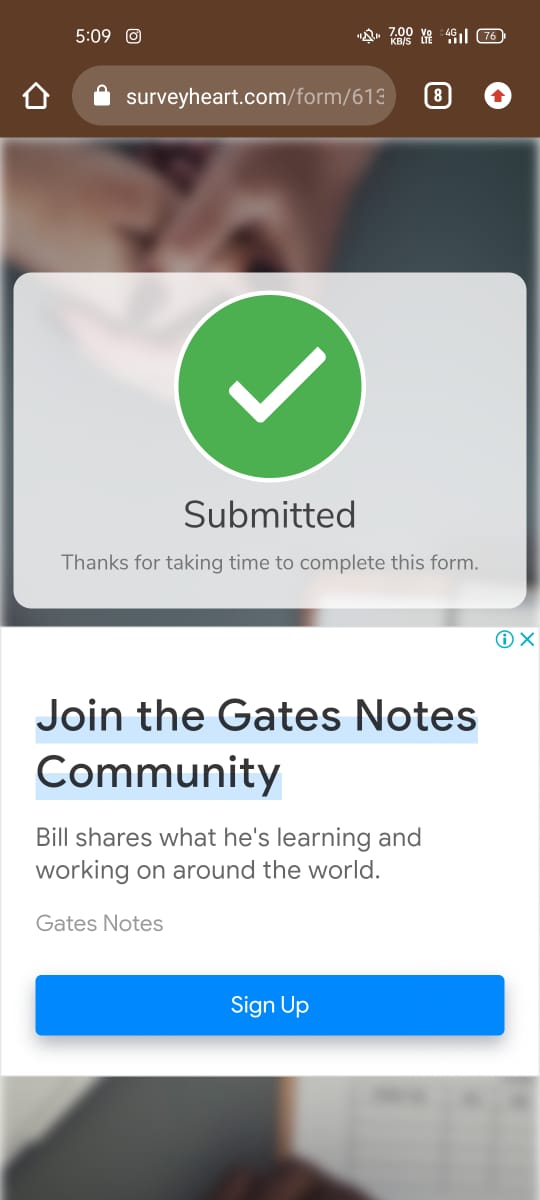 5:09 7.00 KB/S Vo LTE 4G 76
surveyheart.com/form/613 8
Submitted
Thanks for taking time to complete this form.
Join the Gates Notes
Community
Bill shares what he's learning and
working on around the world.
Gates Notes
Sign Up